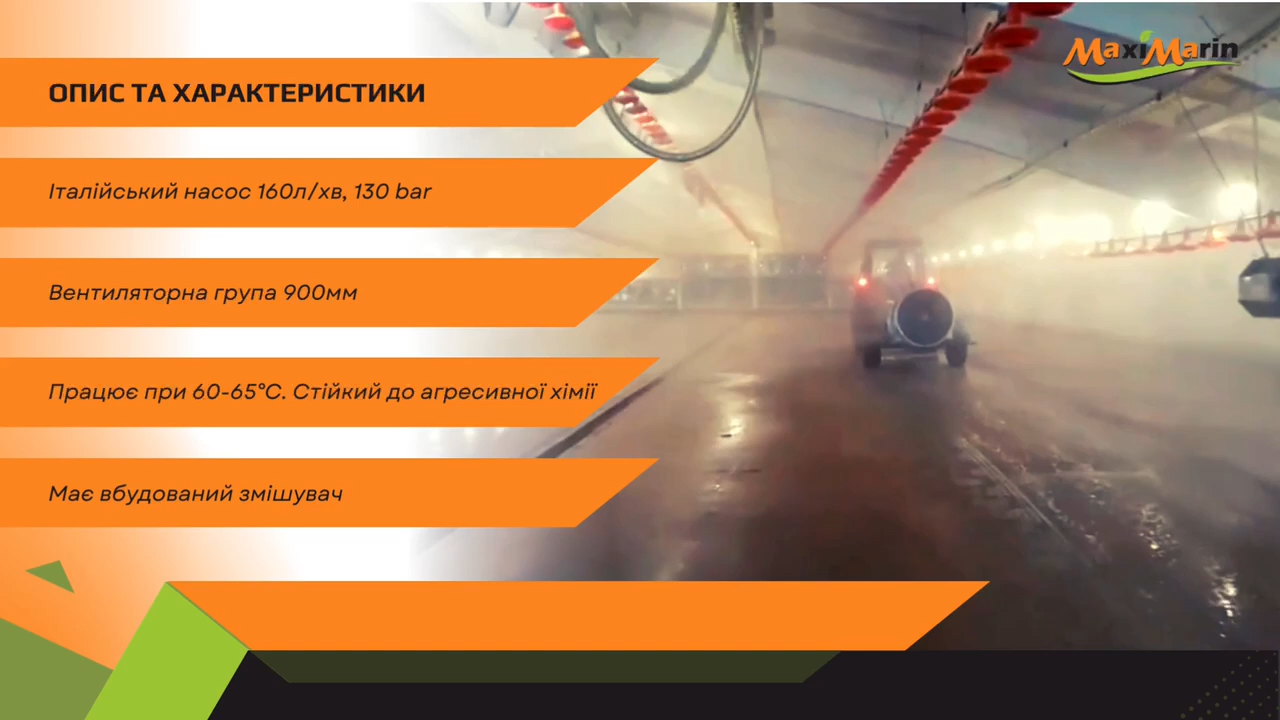 ОПИС ТА ХАРАКТЕРИСТИКИ
MaxiMarin
Італійський насос 160л/хв, 130 bar
Вентиляторна група 900мм
Працює при 60-65°С. Стійкий до агресивної хімії
Має вбудований змішувач